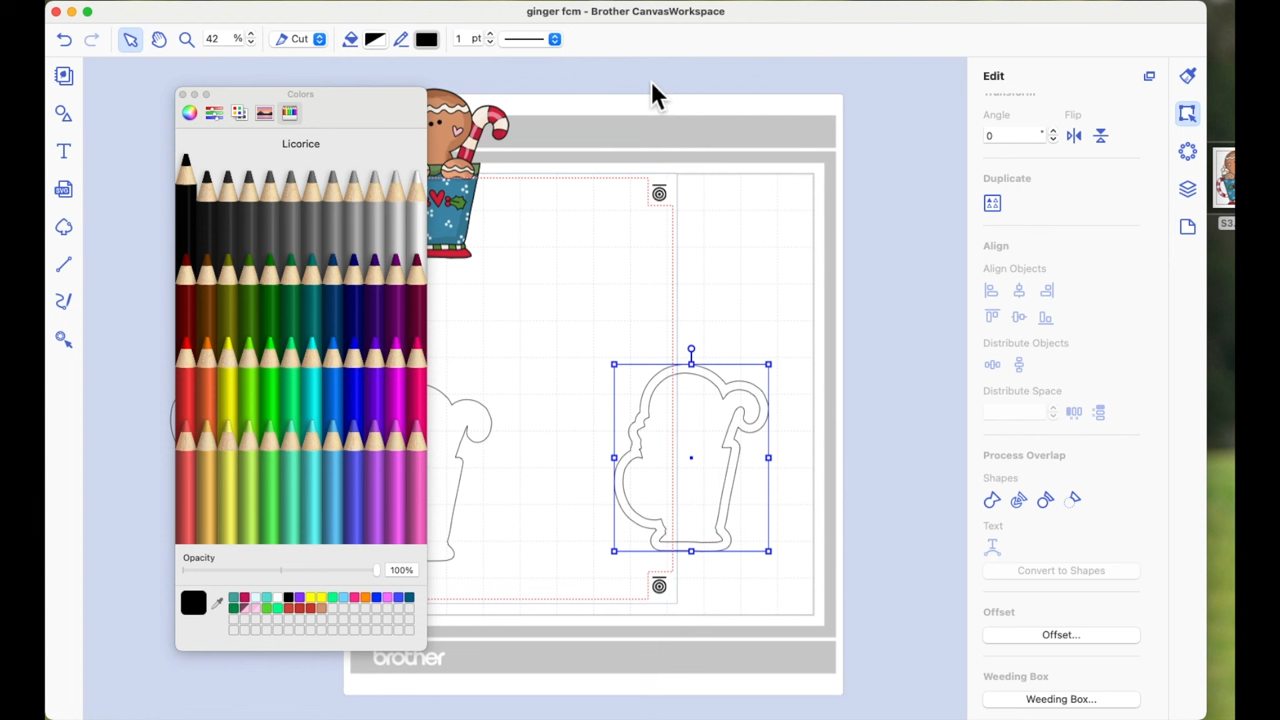 ginger fcm - Brother CanvasWorkspace
42 %
Cut
1 pt
Colors
Licorice
Opacity
100%
brother
Edit
Angle
Flip
0 °
Duplicate
Align
Align Objects
Distribute Objects
Distribute Space
Process Overlap
Shapes
Text
Convert to Shapes
Offset
Offset...
Weeding Box
Weeding Box...
SVG